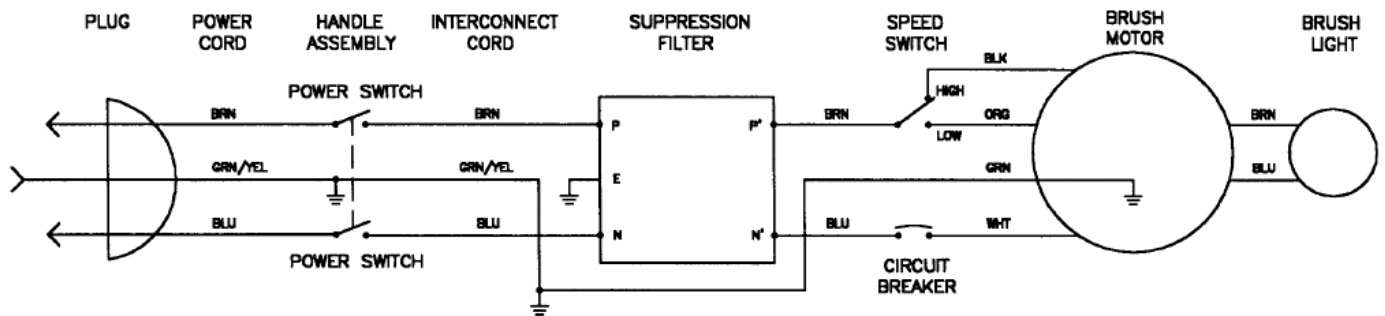 PLUG
POWER CORD
HANDLE ASSEMBLY
INTERCONNECT CORD
SUPPRESSION FILTER
SPEED SWITCH
BRUSH MOTOR
BRUSH LIGHT
BLK
POWER SWITCH
HIGH
BRN
BRN
P
P'
BRN
ORG
LOW
BRN
GRN/YEL
GRN/YEL
E
GRN
BLU
BLU
BLU
N
N'
BLU
WHT
POWER SWITCH
CIRCUIT BREAKER